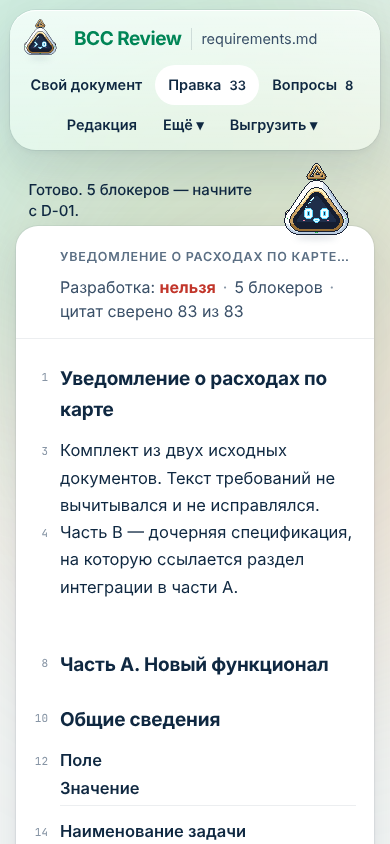 BCC Review requirements.md
Свой документ Правка 33 Вопросы 8
Редакция Ещё ▾ Выгрузить ▾
Готово. 5 блокеров — начните
с D-01.
УВЕДОМЛЕНИЕ О РАСХОДАХ ПО КАРТЕ…
Разработка: нельзя · 5 блокеров ·
цитат сверено 83 из 83
1 Уведомление о расходах по
карте
3 Комплект из двух исходных
документов. Текст требований не
вычитывался и не исправлялся.
4 Часть B — дочерняя спецификация,
на которую ссылается раздел
интеграции в части A.
8 Часть A. Новый функционал
10 Общие сведения
12 Поле
Значение
14 Наименование задачи